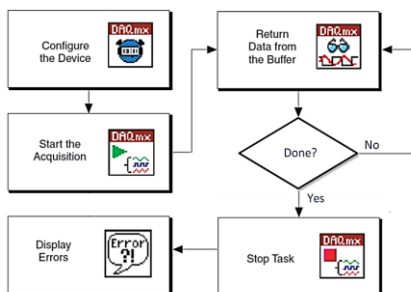 DAQmx
Configure
the Device
DAQmx
Start the
Acquisition
DAQmx
Return
Data from
the Buffer
Done?
No
Yes
DAQmx
Stop Task
Display
Errors
Error
?!